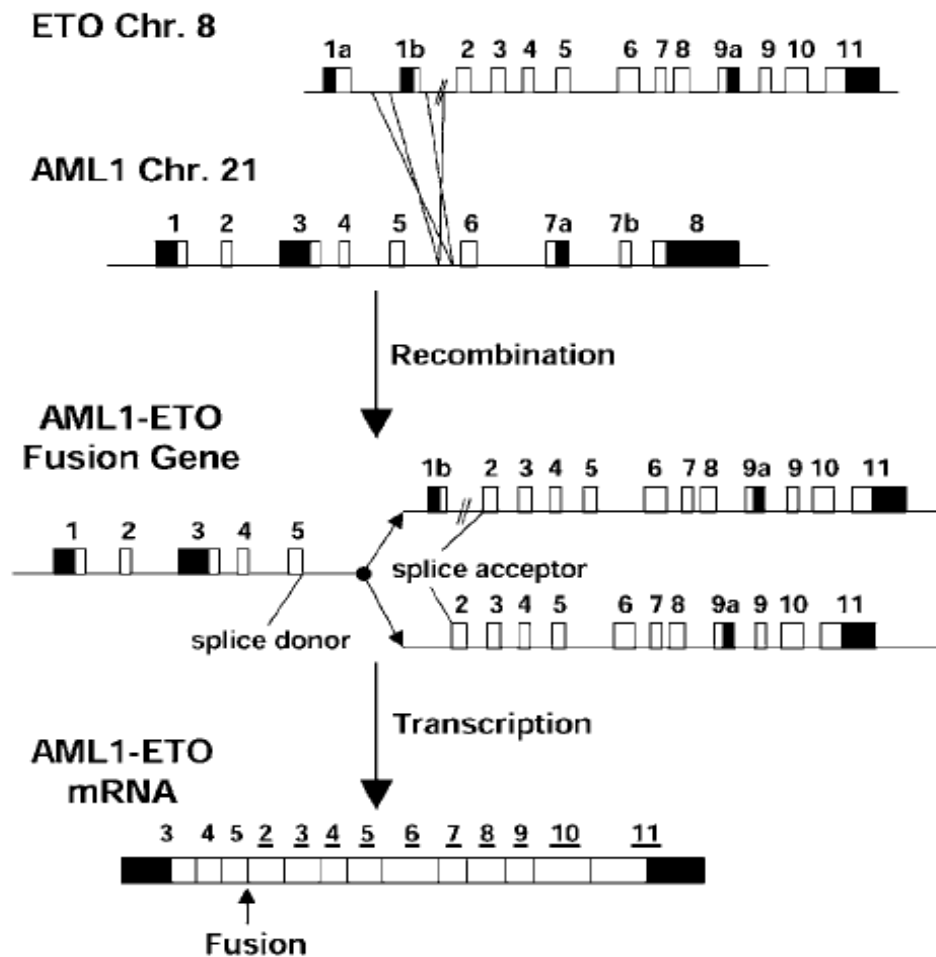 ETO Chr. 8
1a 1b 2 3 4 5 6 7 8 9a 9 10 11
AML1 Chr. 21
1 2 3 4 5 6 7a 7b 8
Recombination
AML1-ETO
Fusion Gene
1b 2 3 4 5 6 7 8 9a 9 10 11
1 2 3 4 5
splice acceptor
splice donor
2 3 4 5 6 7 8 9a 9 10 11
Transcription
AML1-ETO
mRNA
3 4 5 2 3 4 5 6 7 8 9 10 11
Fusion